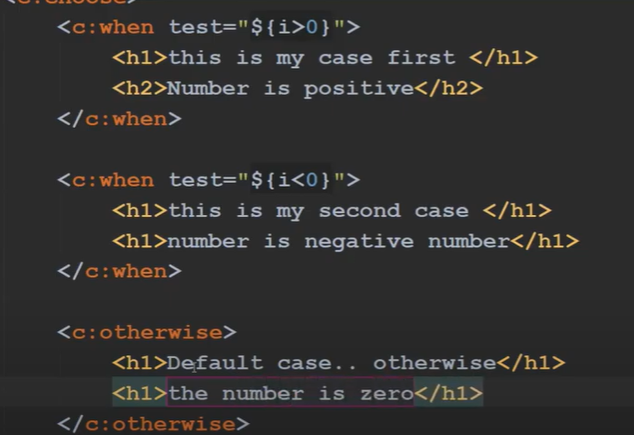 <c:choose>
<c:when test="${i>0}">
<h1>this is my case first </h1>
<h2>Number is positive</h2>
</c:when>
<c:when test="${i<0}">
<h1>this is my second case </h1>
<h1>number is negative number</h1>
</c:when>
<c:otherwise>
<h1>Default case.. otherwise</h1>
<h1>the number is zero</h1>
</c:otherwise>